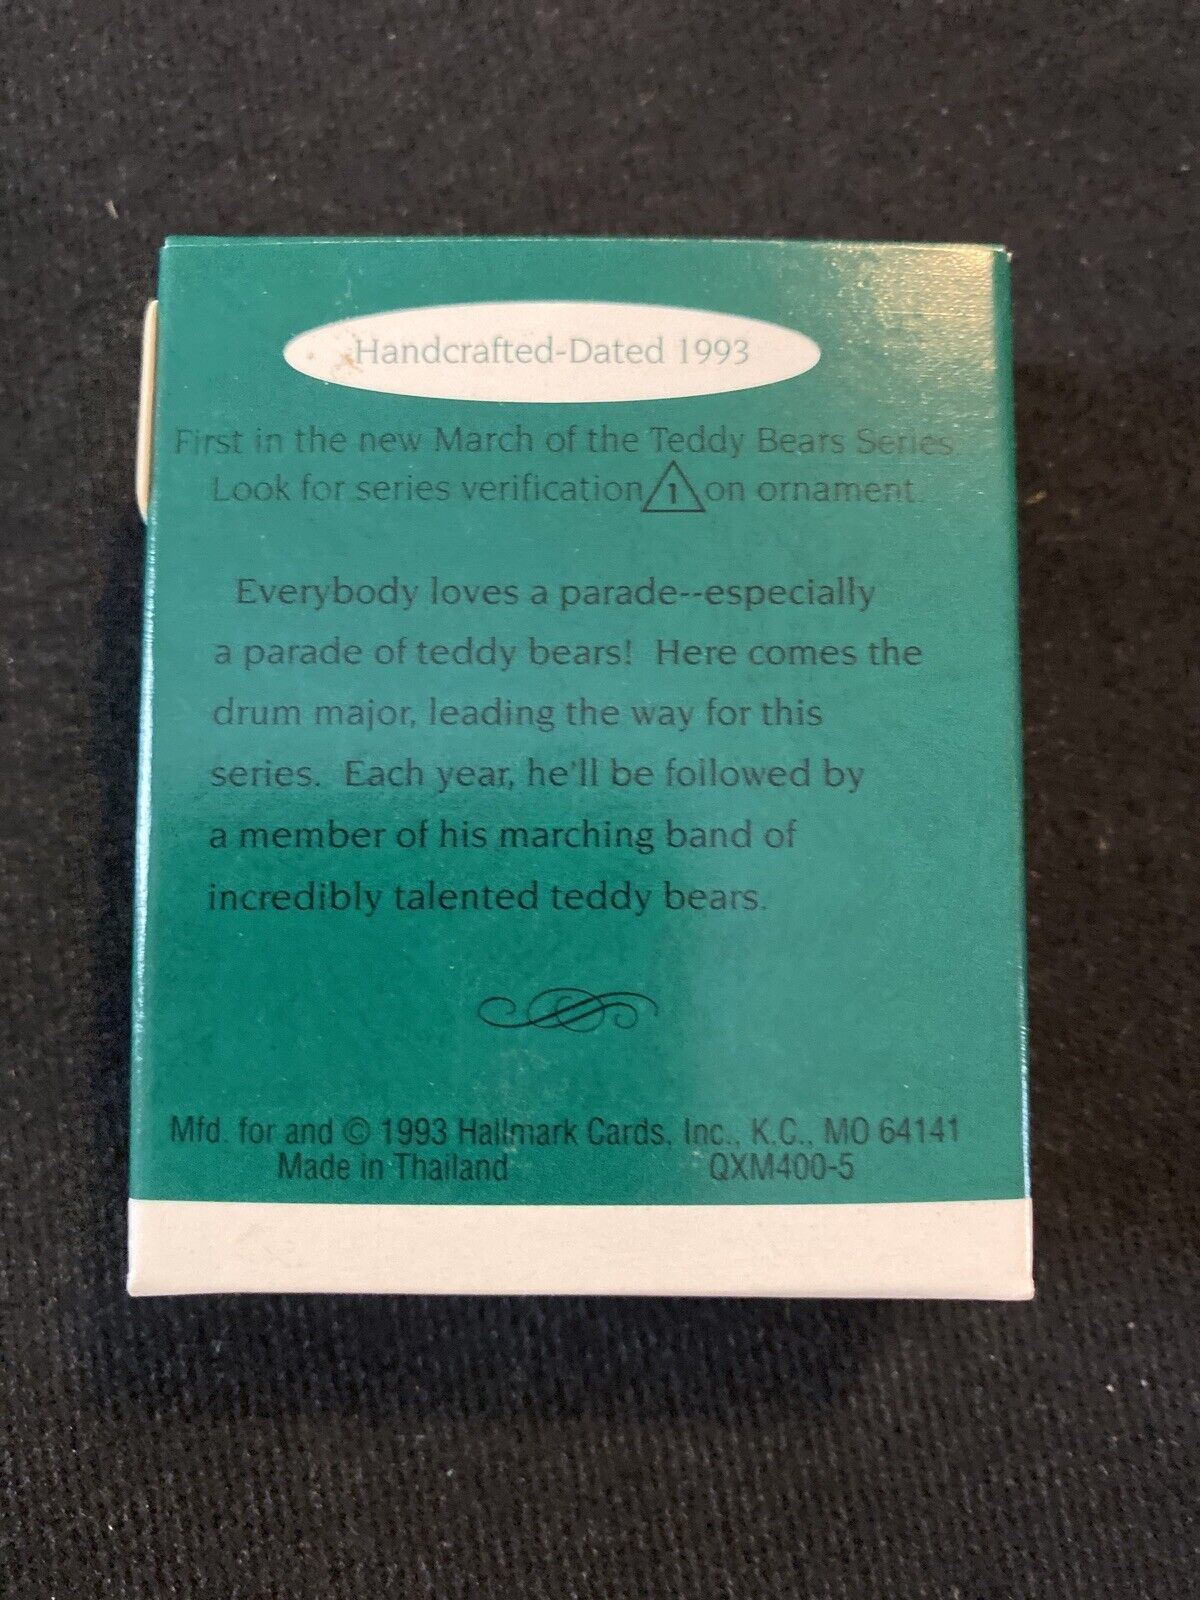 Handcrafted-Dated 1993
First in the new March of the Teddy Bears Series.
Look for series verification 1 on ornament.
Everybody loves a parade--especially
a parade of teddy bears! Here comes the
drum major, leading the way for this
series. Each year, he'll be followed by
a member of his marching band of
incredibly talented teddy bears.
Mfd. for and © 1993 Hallmark Cards, Inc., K.C., MO 64141
Made in Thailand QXM400-5